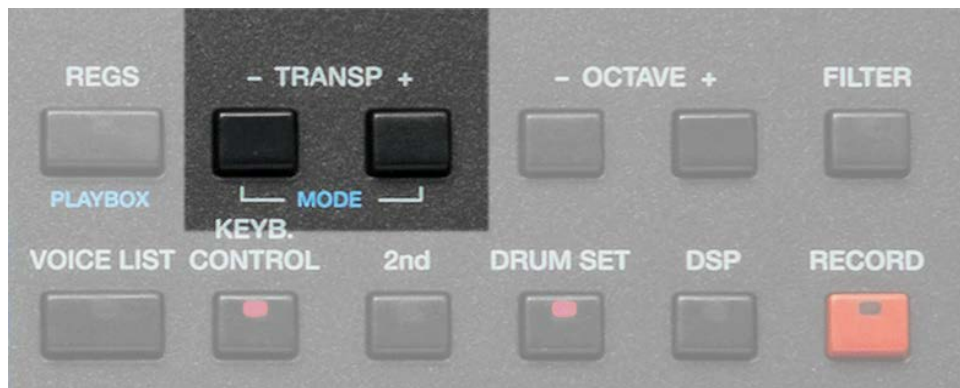 REGS - TRANSP + - OCTAVE + FILTER
PLAYBOX MODE
KEYB.
VOICE LIST CONTROL 2nd DRUM SET DSP RECORD